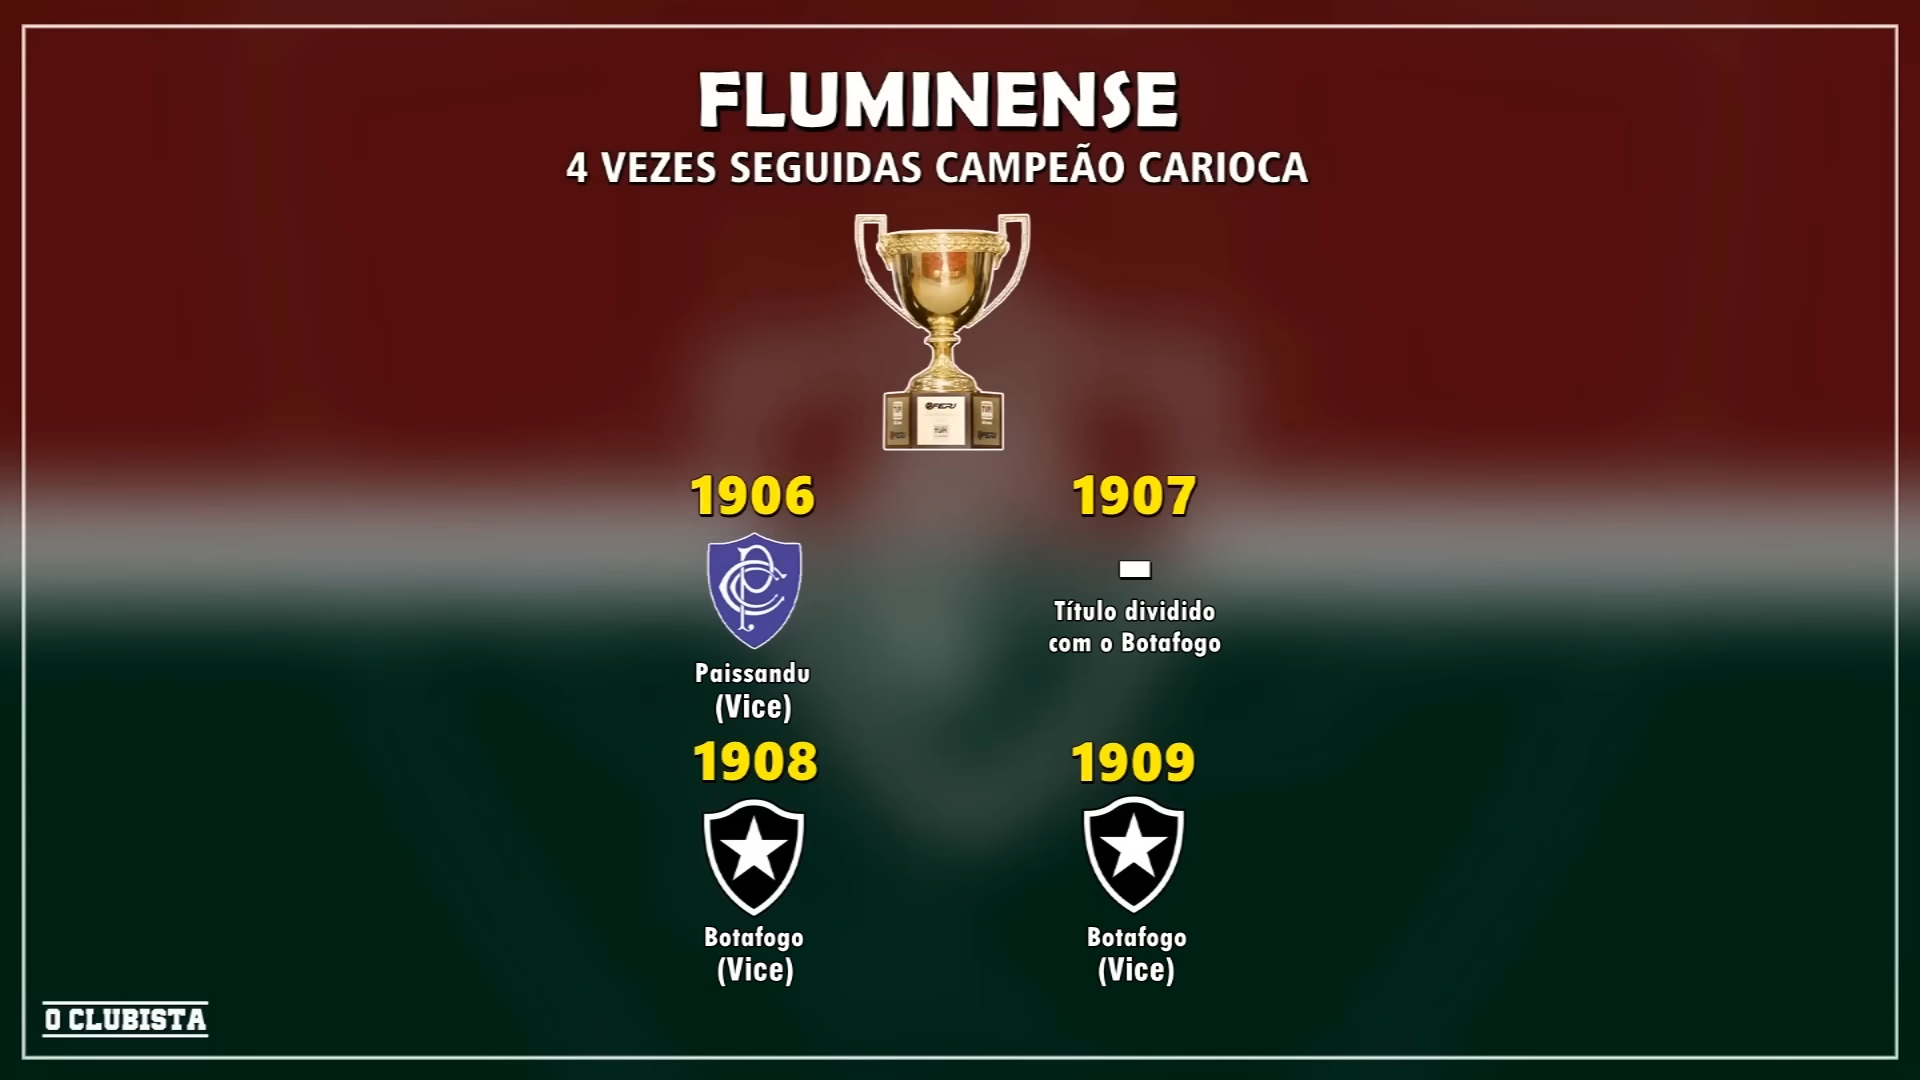 FLUMINENSE
4 VEZES SEGUIDAS CAMPEÃO CARIOCA
FERJ
1906
1907
Paissandu
(Vice)
Título dividido
com o Botafogo
1908
1909
Botafogo
(Vice)
Botafogo
(Vice)
O CLUBISTA